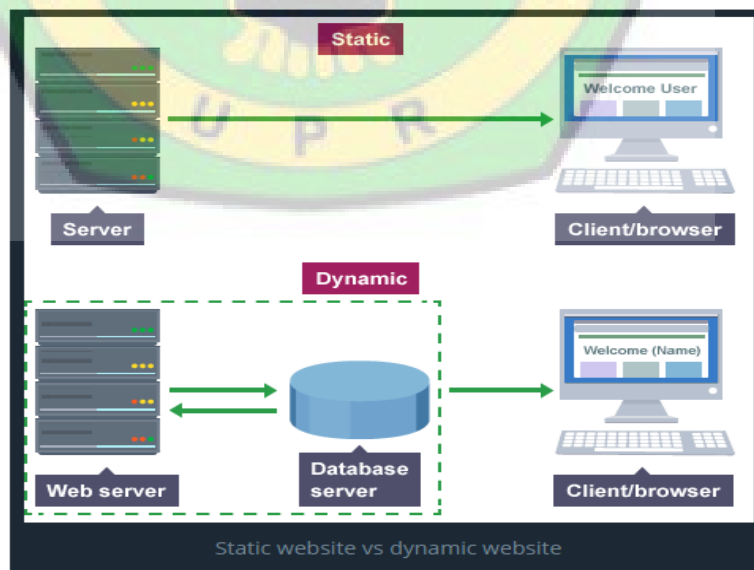 Static
Welcome User
U P R
Server
Client/browser
Dynamic
Welcome (Name)
Web server
Database
server
Client/browser
Static website vs dynamic website